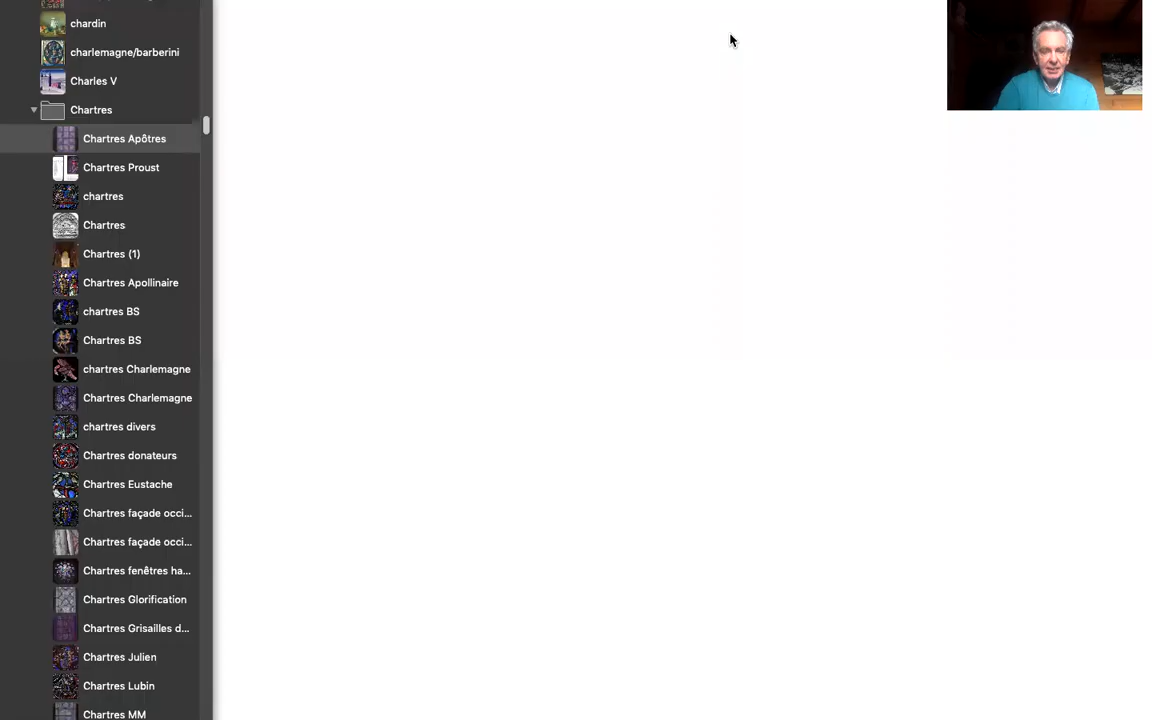 chardin
charlemagne/barberini
Charles V
Chartres
Chartres Apôtres
Chartres Proust
chartres
Chartres
Chartres (1)
Chartres Apollinaire
chartres BS
Chartres BS
chartres Charlemagne
Chartres Charlemagne
chartres divers
Chartres donateurs
Chartres Eustache
Chartres façade occi...
Chartres façade occi...
Chartres fenêtres ha...
Chartres Glorification
Chartres Grisailles d...
Chartres Julien
Chartres Lubin
Chartres MM